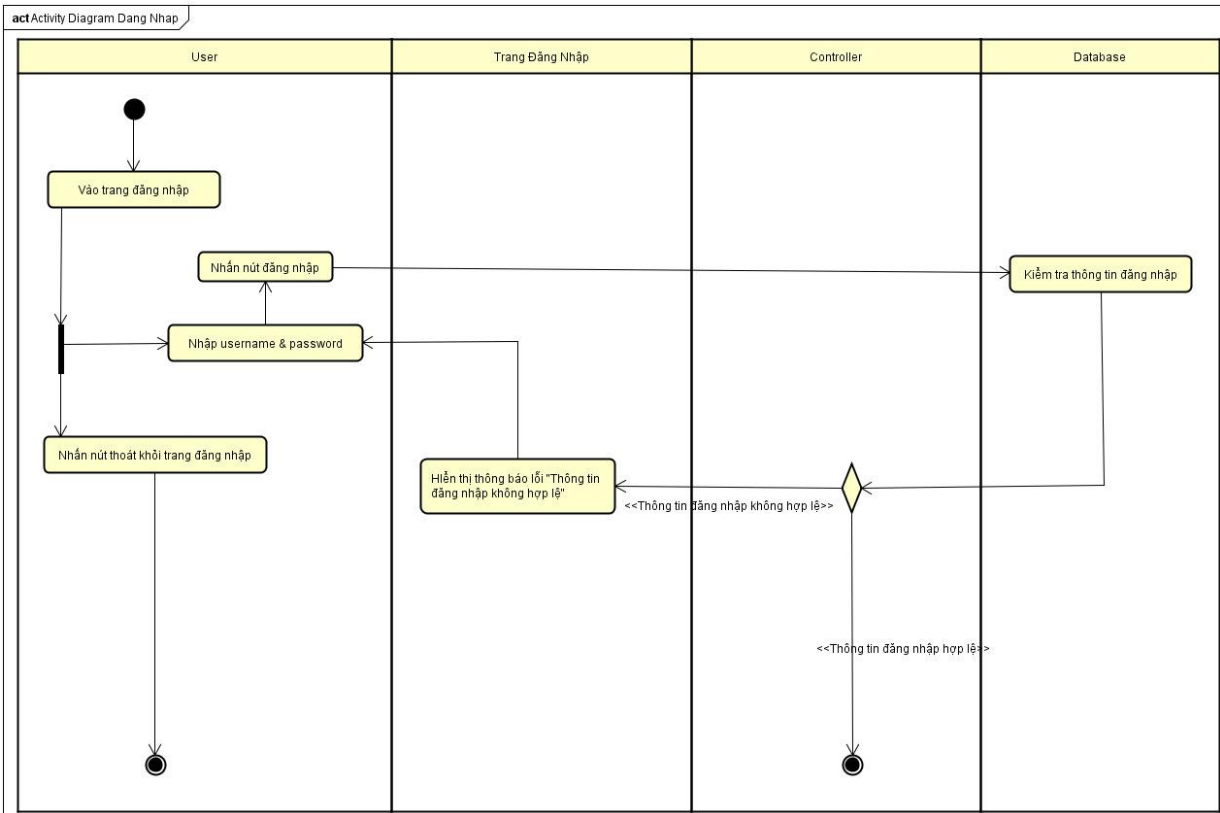 act Activity Diagram Dang Nhap
User
Trang Đăng Nhập
Controller
Database
Vào trang đăng nhập
Nhấn nút đăng nhập
Kiểm tra thông tin đăng nhập
Nhập username & password
Nhấn nút thoát khỏi trang đăng nhập
HIển thị thông báo lỗi "Thông tin
đăng nhập không hợp lệ"
<<Thông tin đăng nhập không hợp lệ>>
<<Thông tin đăng nhập hợp lệ>>